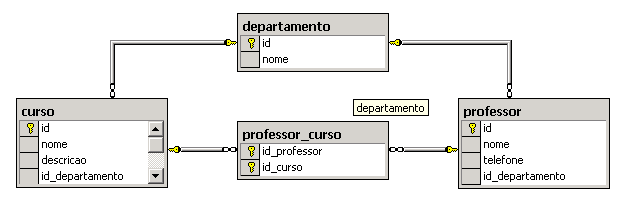 departamento
id
nome
curso
id
nome
descricao
id_departamento
departamento
professor_curso
id_professor
id_curso
professor
id
nome
telefone
id_departamento